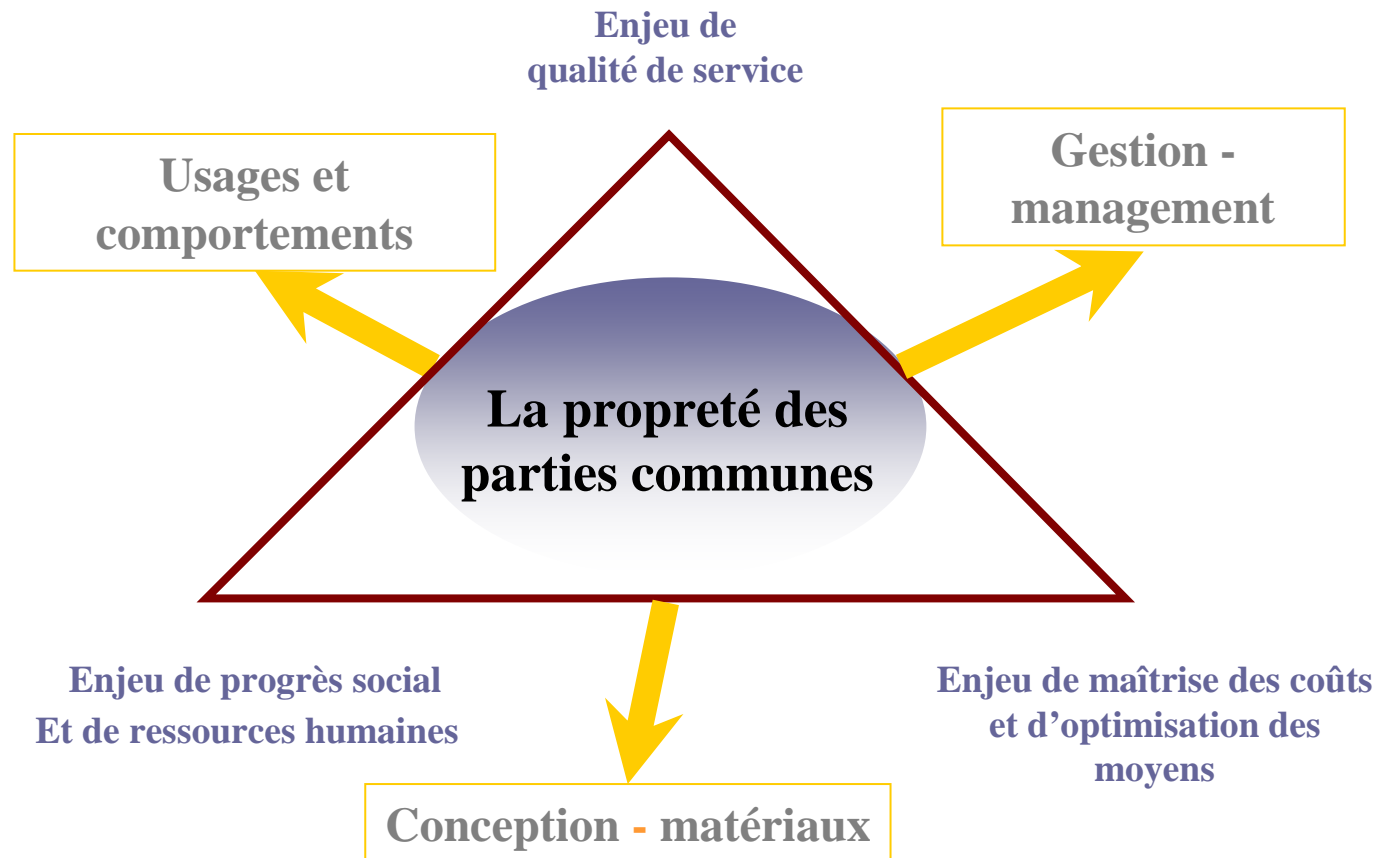 Enjeu de
qualité de service
Usages et
comportements
Gestion -
management
La propreté des
parties communes
Enjeu de progrès social
Et de ressources humaines
Enjeu de maîtrise des coûts
et d'optimisation des
moyens
Conception - matériaux